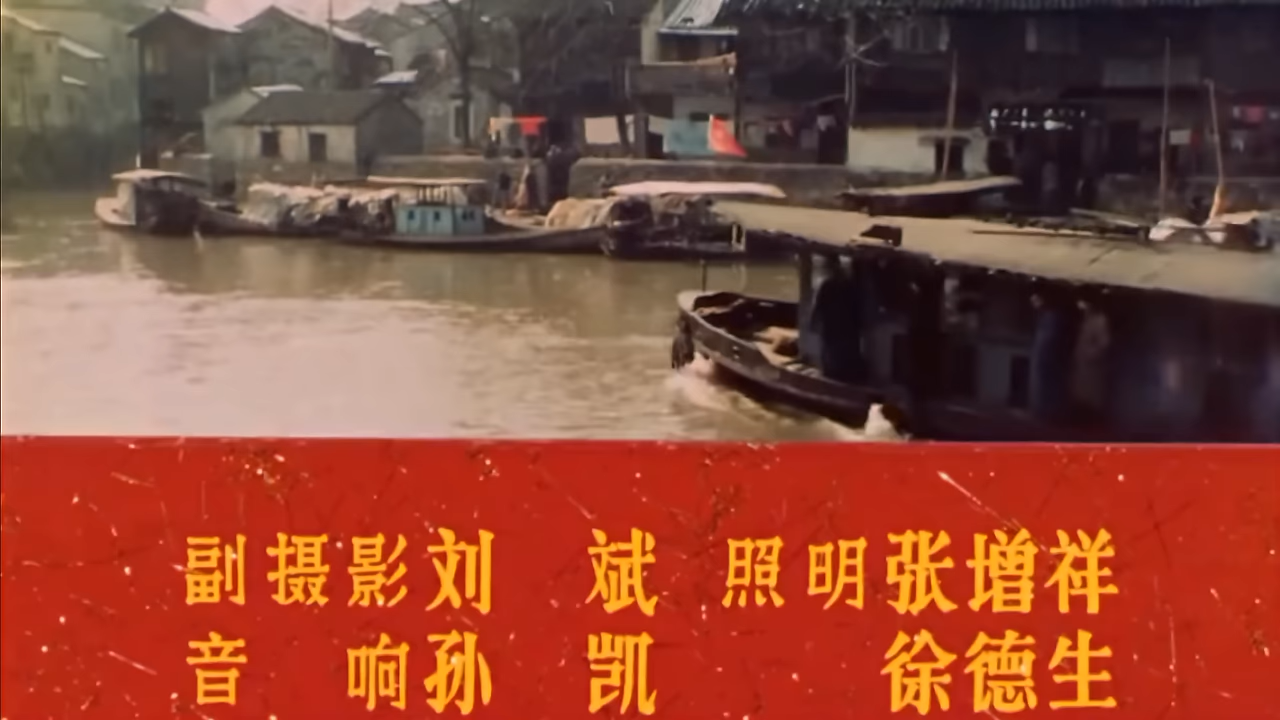 副摄影 刘 斌 照明 张增祥
音 响 孙 凯 徐德生